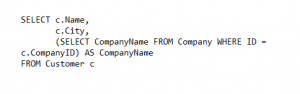 SELECT c.Name,
c.City,
(SELECT CompanyName FROM Company WHERE ID =
c.CompanyID) AS CompanyName
FROM Customer c